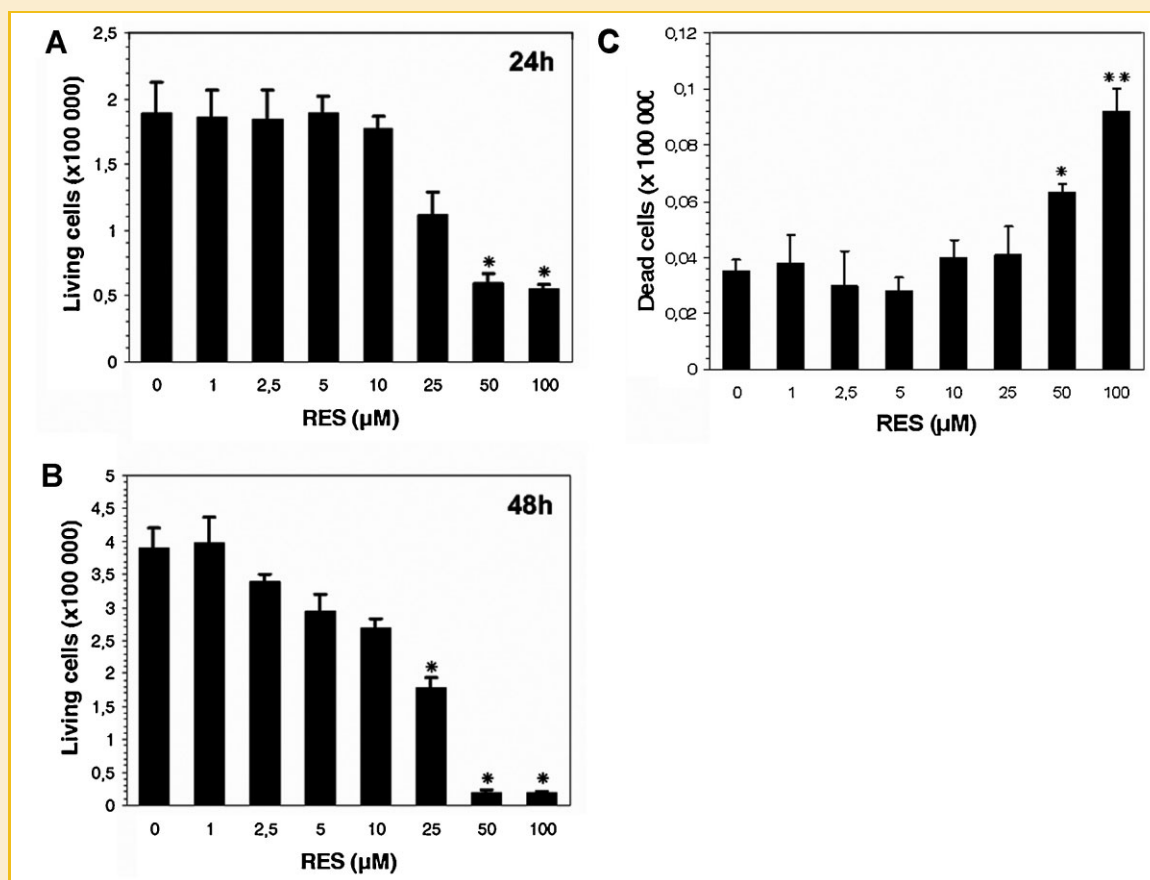 A
2,5
2
1,5
1
0,5
0
Living cells (x100 000)
24h
*
*
0 1 2,5 5 10 25 50 100
RES (µM)
C
0,12
0,1
0,08
0,06
0,04
0,02
0
Dead cells (x 100 000
*
**
0 1 2,5 5 10 25 50 100
RES (µM)
B
5
4,5
4
3,5
3
2,5
2
1,5
1
0,5
0
Living cells (x100 000)
48h
*
*
*
0 1 2,5 5 10 25 50 100
RES (µM)